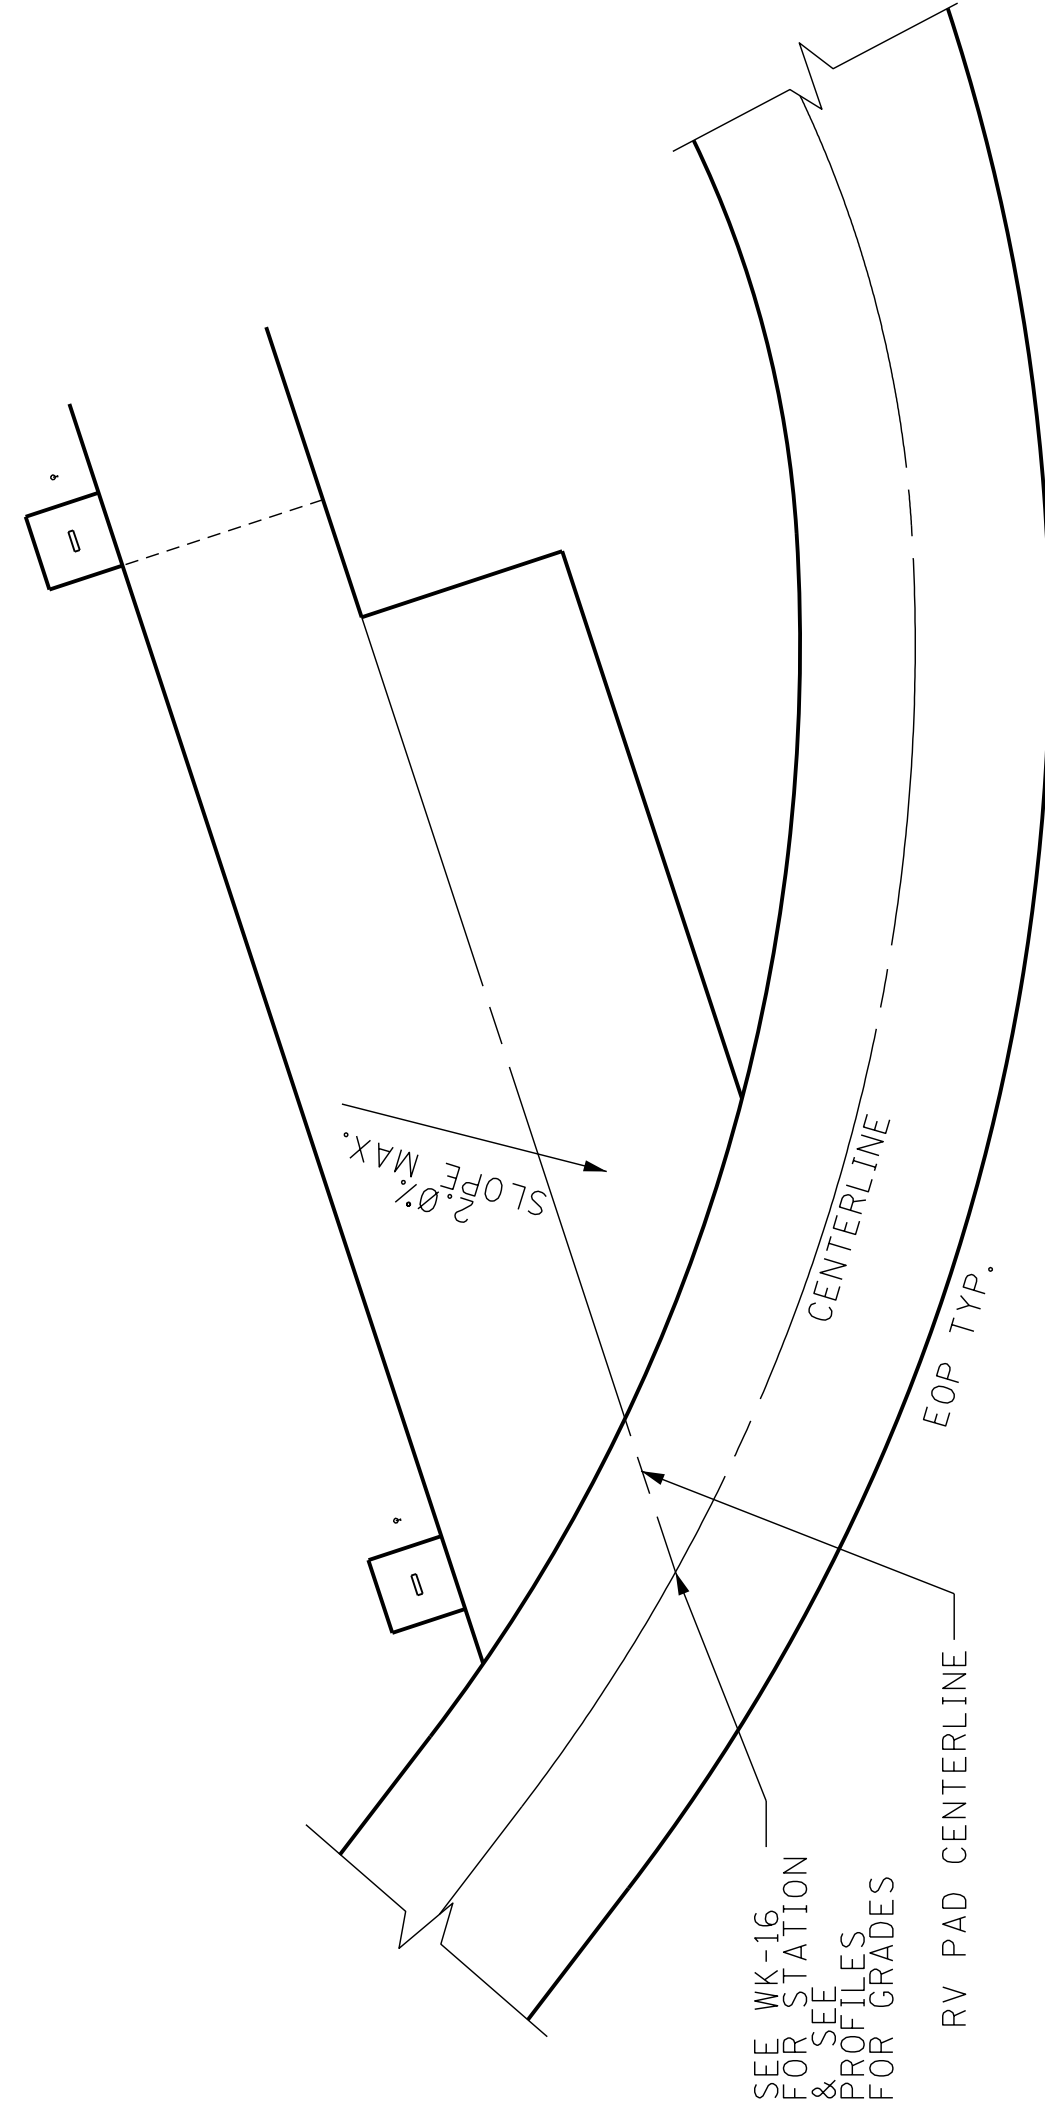 2.0%
SLOPE MAX.
CENTERLINE
EOP TYP.
SEE WK-16
FOR STATION
& SEE
PROFILES
FOR GRADES
RV PAD CENTERLINE